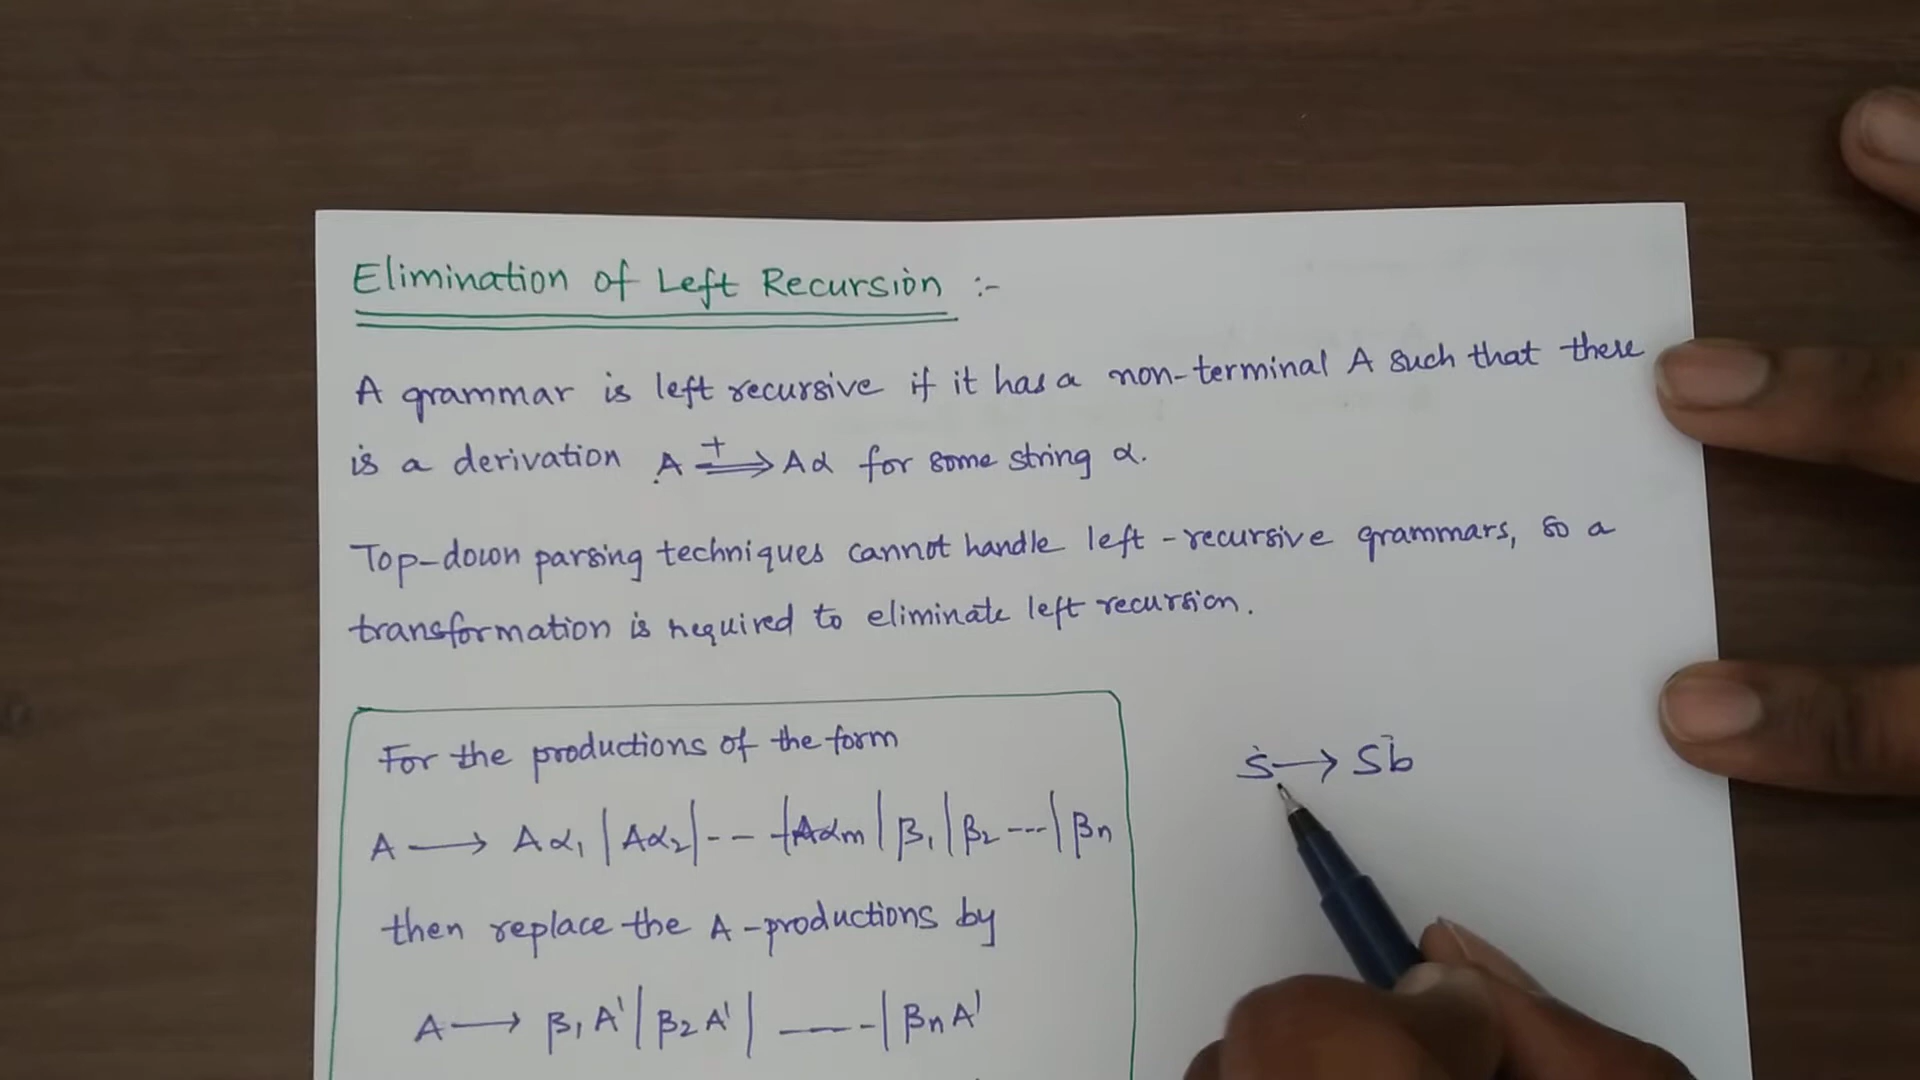 Elimination of Left Recursion :-
A grammar is left recursive if it has a non-terminal A such that there
is a derivation A =+=> Aα for some string α.
Top-down parsing techniques cannot handle left-recursive grammars, so a
transformation is required to eliminate left recursion.
For the productions of the form
A → Aα₁ | Aα₂ | -- - | Aαm | β₁ | β₂ --- | βn
S → Sb
then replace the A-productions by
A → β₁A' | β₂A' | ---- | βnA'